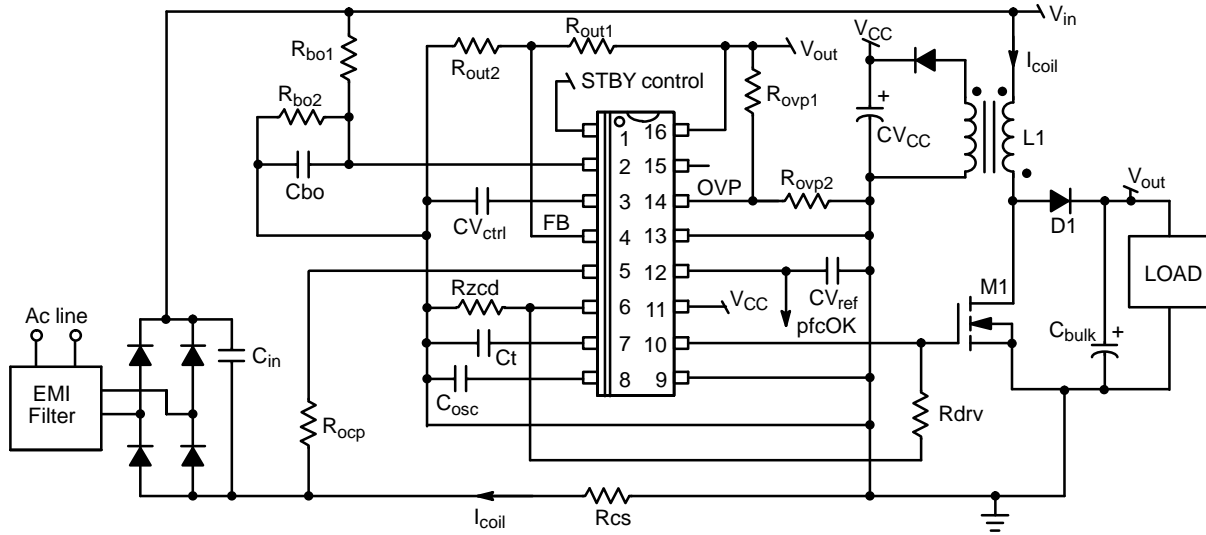 Vin
Rbo1
Rout2
Rout1
Vout
VCC
Icoil
STBY control
Rbo2
Rovp1
CVCC
+
L1
Cbo
1
16
2
15
3
14
4
13
5
12
6
11
7
10
8
9
OVP
Rovp2
Vout
CVctrl
FB
D1
LOAD
Rzcd
VCC
CVref
pfcOK
M1
Ac line
Cin
Ct
Cbulk
+
EMI
Filter
Cosc
Rocp
Rdrv
Icoil
Rcs